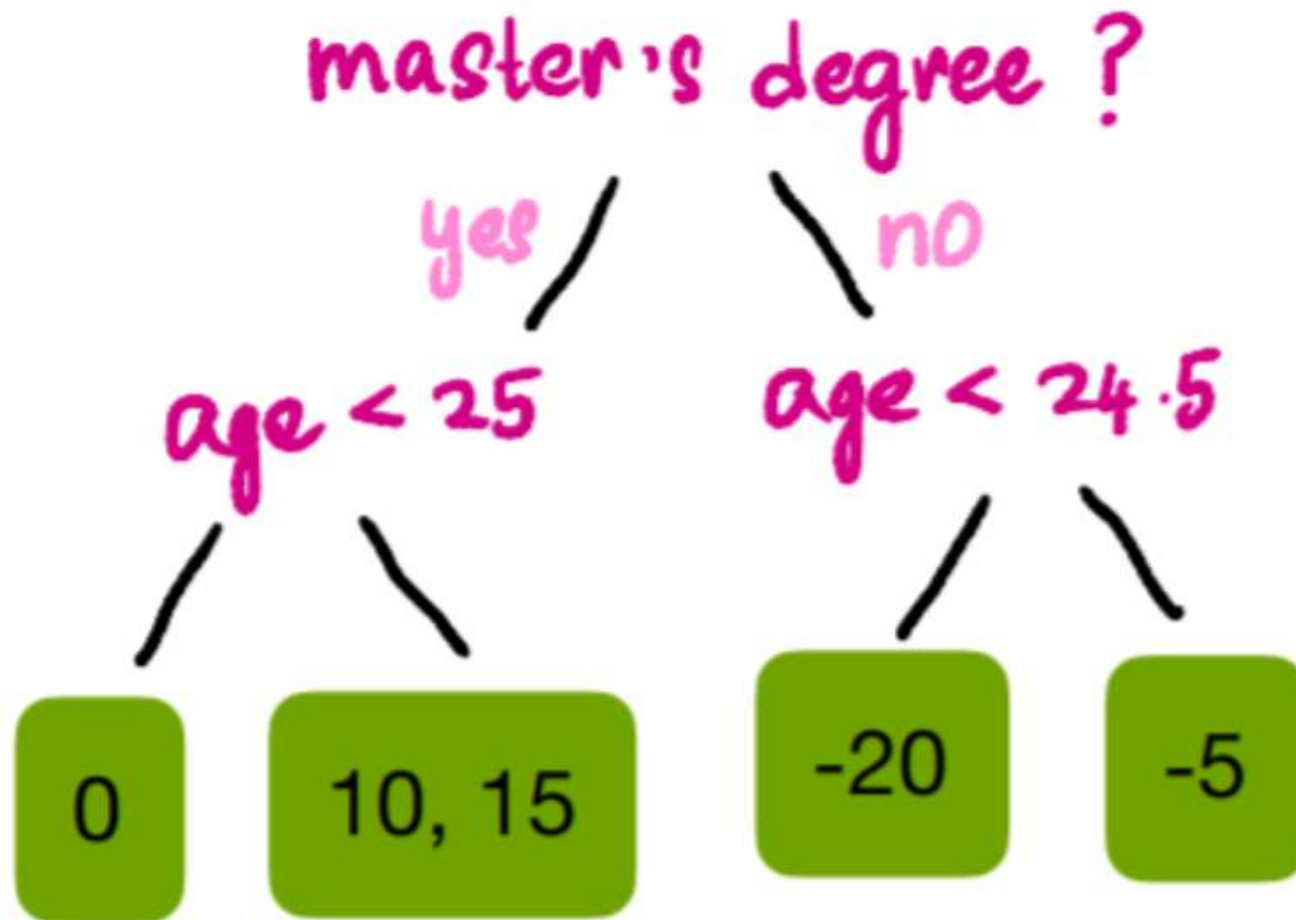 master's degree ?
yes no
age < 25 age < 24.5
0 10, 15 -20 -5